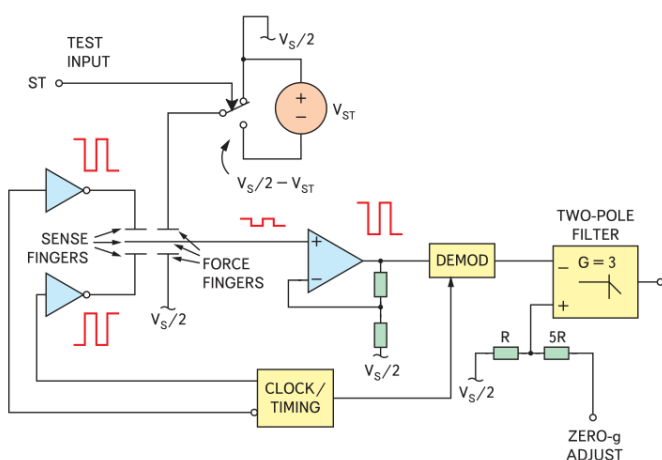 V_S/2
TEST
INPUT
ST
+
−
V_ST
V_S/2 − V_ST
SENSE
FINGERS
FORCE
FINGERS
V_S/2
+
−
V_S/2
DEMOD
TWO-POLE
FILTER
− G = 3
+
R
5R
V_S/2
CLOCK/
TIMING
ZERO-g
ADJUST